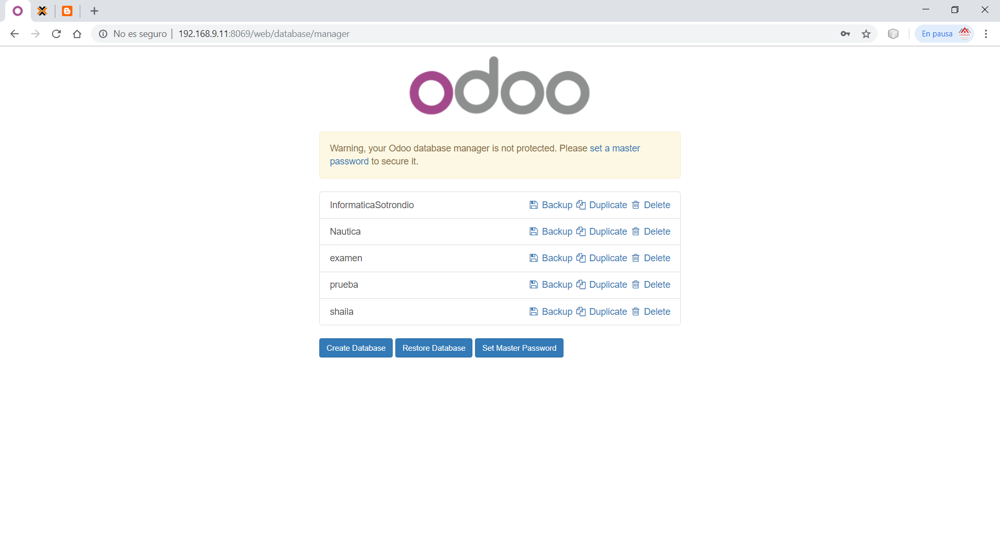 No es seguro | 192.168.9.11:8069/web/database/manager
En pausa
odoo
Warning, your Odoo database manager is not protected. Please set a master
password to secure it.
InformaticaSotrondio Backup Duplicate Delete
Nautica Backup Duplicate Delete
examen Backup Duplicate Delete
prueba Backup Duplicate Delete
shaila Backup Duplicate Delete
Create Database Restore Database Set Master Password